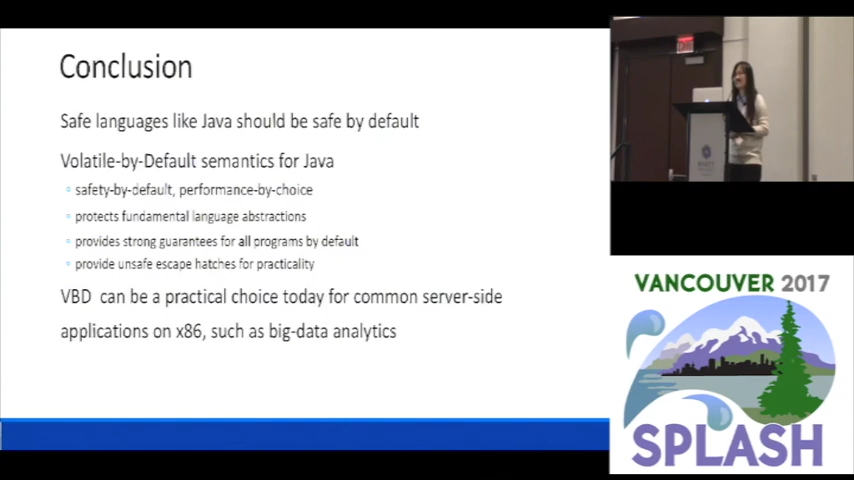 Conclusion
Safe languages like Java should be safe by default
Volatile-by-Default semantics for Java
safety-by-default, performance-by-choice
protects fundamental language abstractions
provides strong guarantees for all programs by default
provide unsafe escape hatches for practicality
VBD can be a practical choice today for common server-side
applications on x86, such as big-data analytics
VANCOUVER 2017
SPLASH